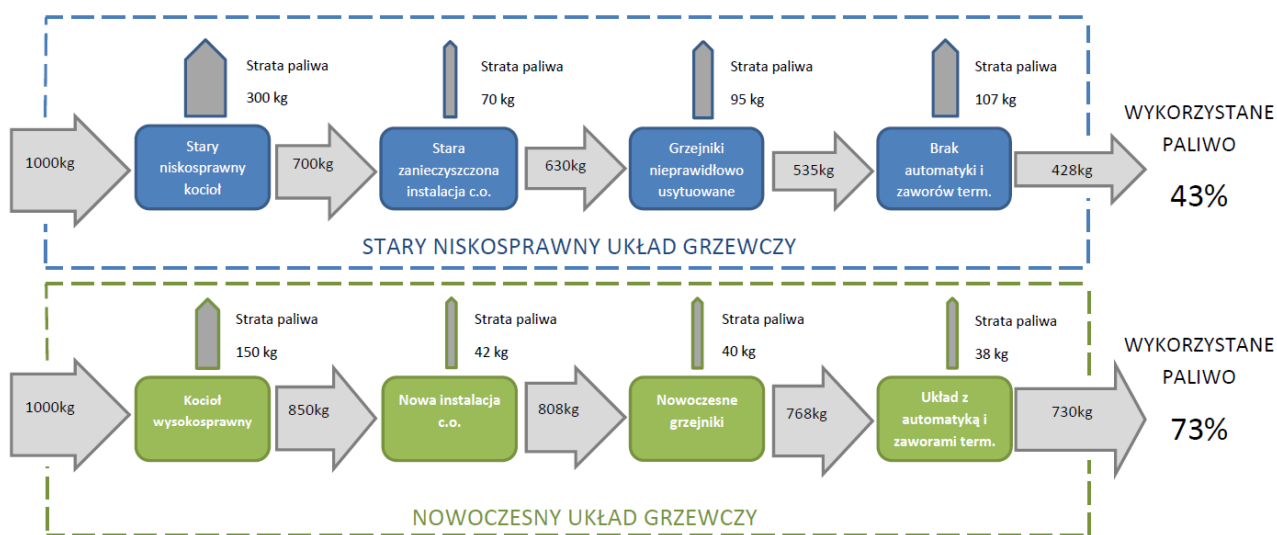 Strata paliwa
300 kg
Strata paliwa
70 kg
Strata paliwa
95 kg
Strata paliwa
107 kg
1000kg
Stary
niskosprawny
kocioł
700kg
Stara
zanieczyszczona
instalacja c.o.
630kg
Grzejniki
nieprawidłowo
usytuowane
535kg
Brak
automatyki i
zaworów term.
428kg
WYKORZYSTANE
PALIWO
43%
STARY NISKOSPRAWNY UKŁAD GRZEWCZY
Strata paliwa
150 kg
Strata paliwa
42 kg
Strata paliwa
40 kg
Strata paliwa
38 kg
1000kg
Kocioł
wysokosprawny
850kg
Nowa instalacja
c.o.
808kg
Nowoczesne
grzejniki
768kg
Układ z
automatyką i
zaworami term.
730kg
WYKORZYSTANE
PALIWO
73%
NOWOCZESNY UKŁAD GRZEWCZY